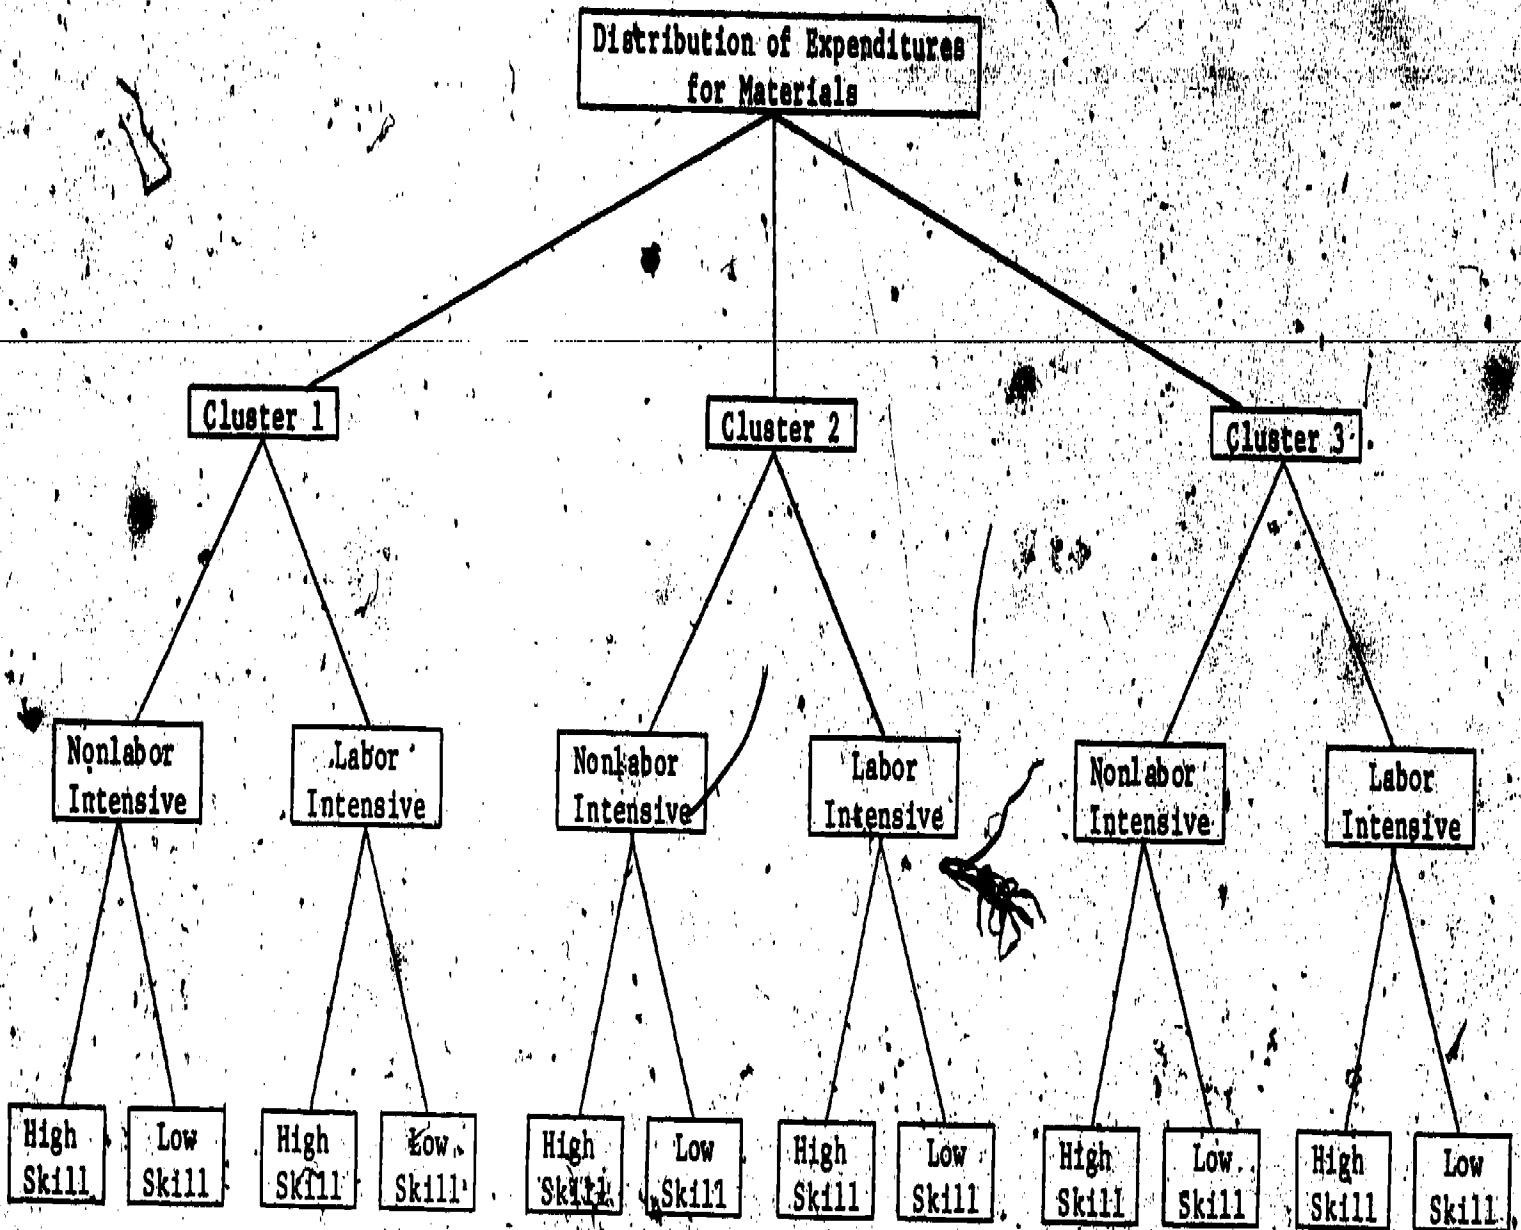 Distribution of Expenditures
for Materials
Cluster 1
Cluster 2
Cluster 3
Nonlabor
Intensive
Labor
Intensive
Nonlabor
Intensive
Labor
Intensive
Nonlabor
Intensive
Labor
Intensive
High
Skill
Low
Skill
High
Skill
Low
Skill
High
Skill
Low
Skill
High
Skill
Low
Skill
High
Skill
Low
Skill
High
Skill
Low
Skill